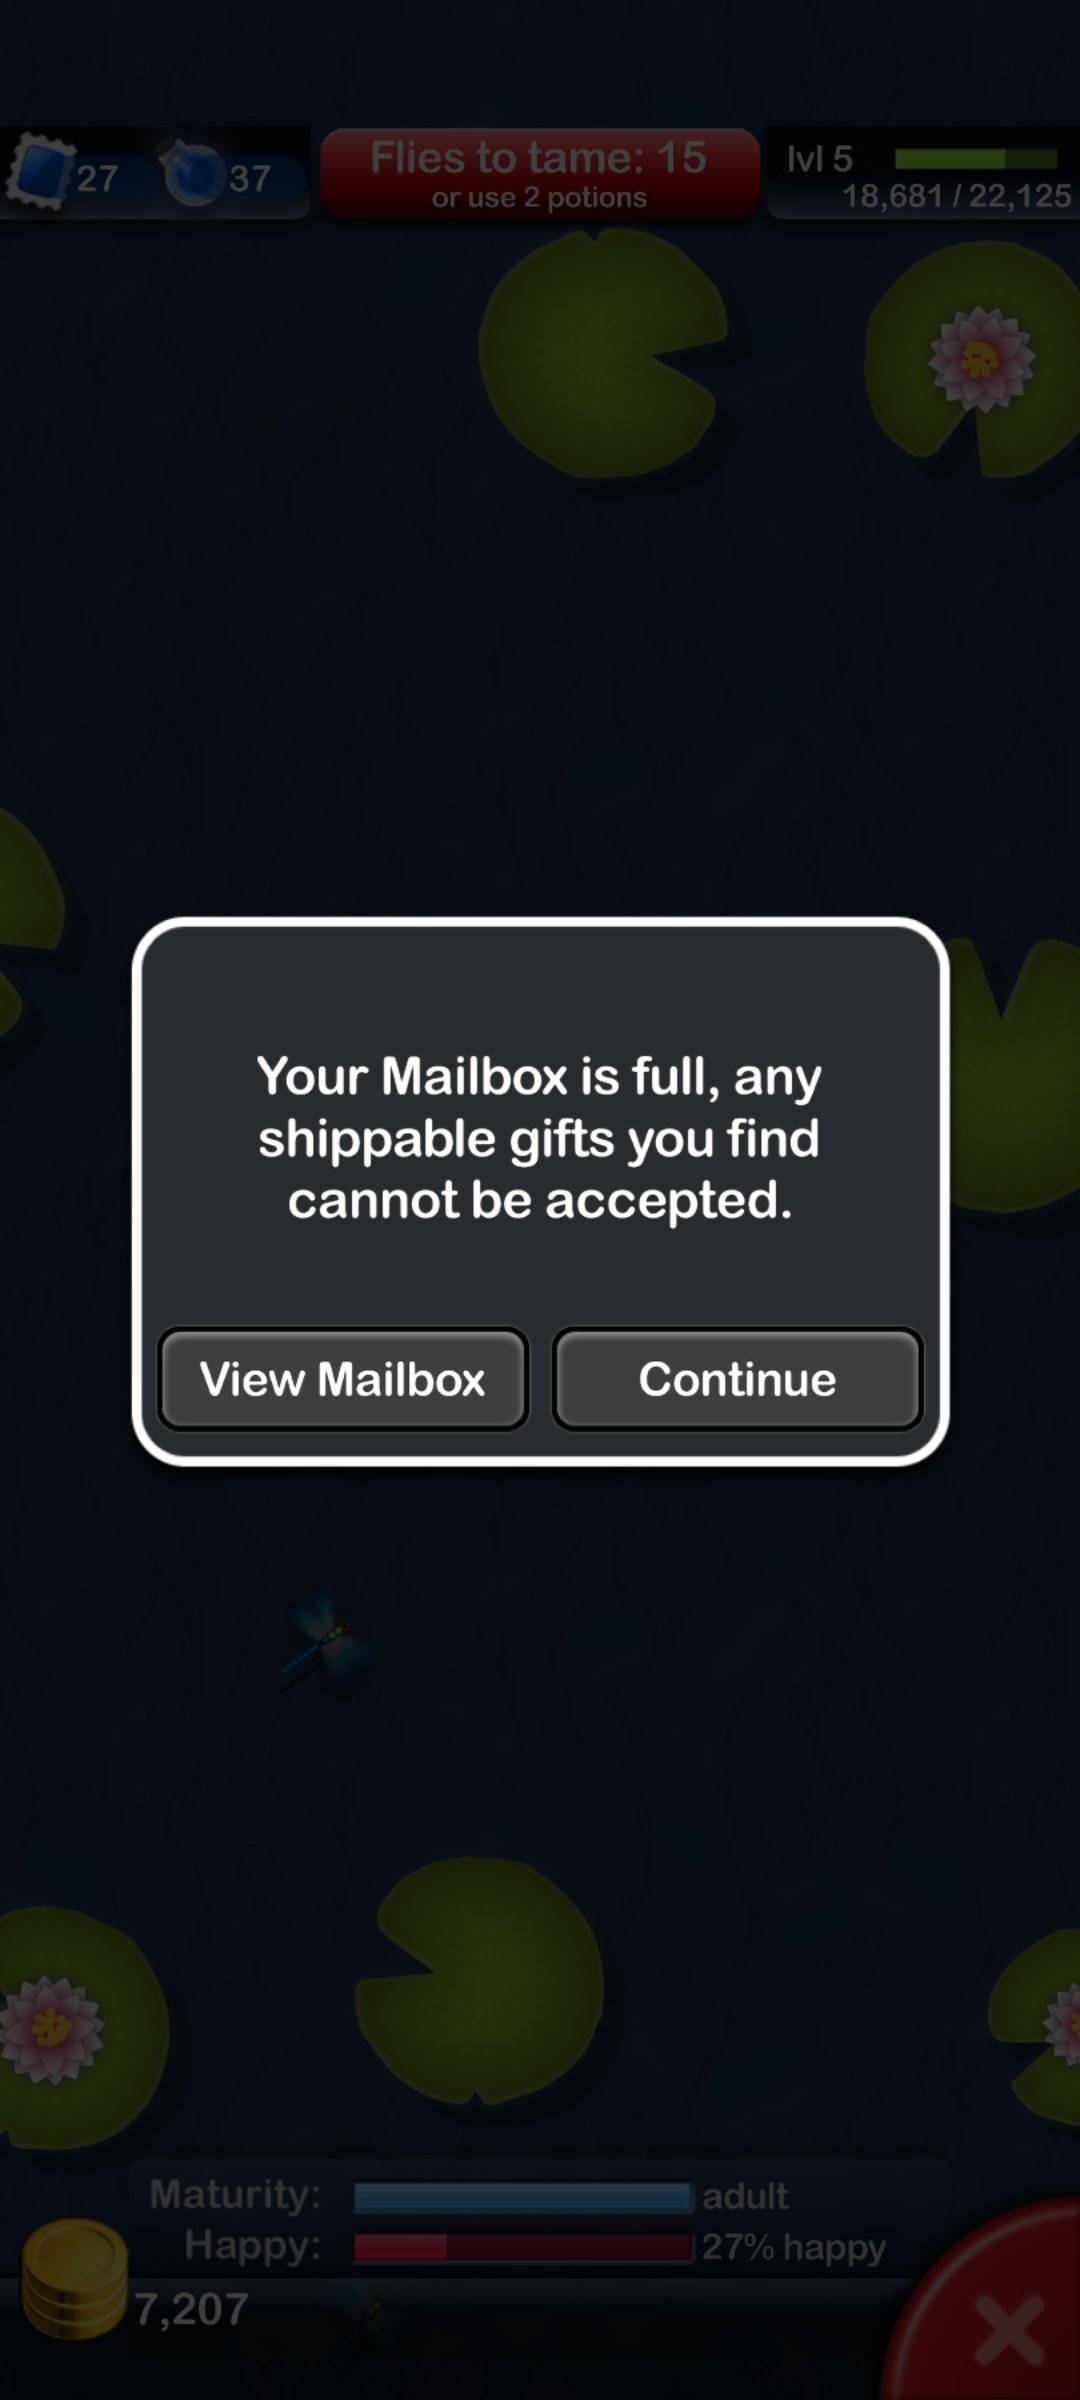 27
37
Flies to tame: 15
or use 2 potions
lvl 5
18,681 / 22,125
Your Mailbox is full, any
shippable gifts you find
cannot be accepted.
View Mailbox
Continue
Maturity: adult
Happy: 27% happy
7,207